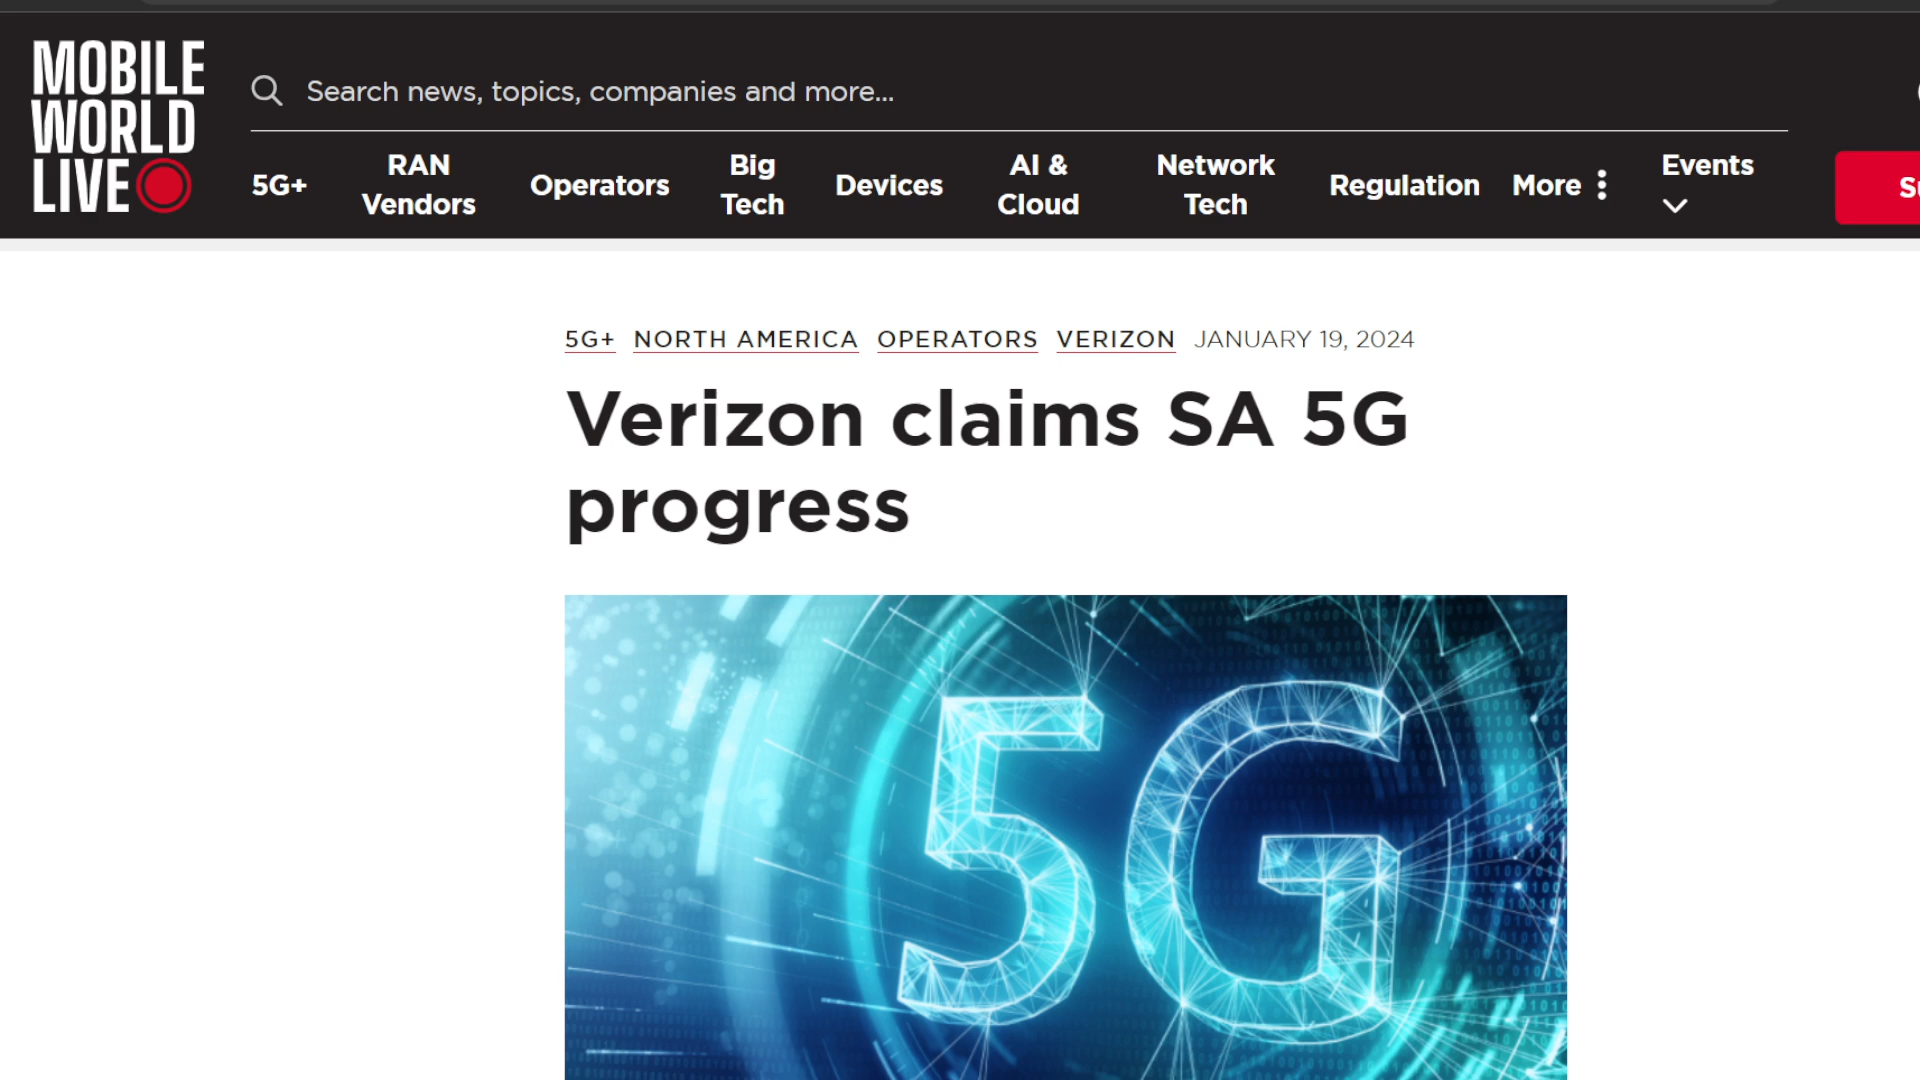 MOBILE
WORLD
LIVE
Search news, topics, companies and more...
5G+
RAN
Vendors
Operators
Big
Tech
Devices
AI &
Cloud
Network
Tech
Regulation
More
Events
5G+ NORTH AMERICA OPERATORS VERIZON JANUARY 19, 2024
Verizon claims SA 5G
progress
5G